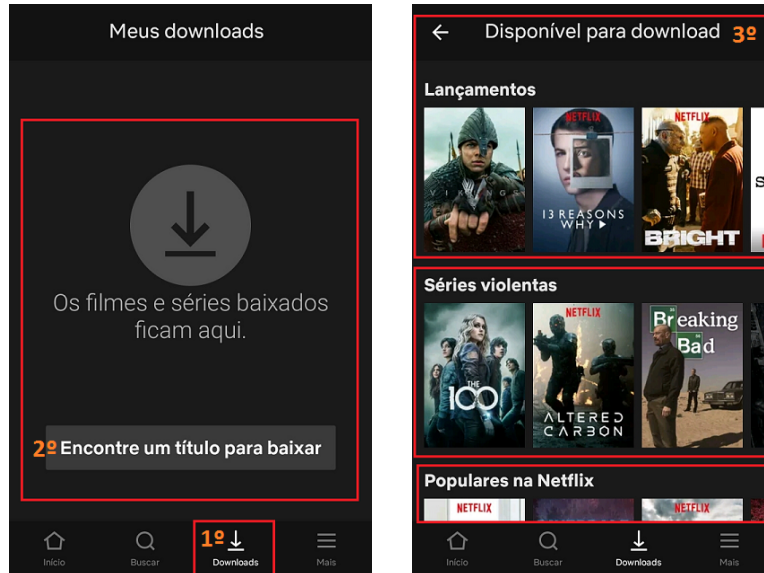 Meus downloads
Os filmes e séries baixados
ficam aqui.
2º Encontre um título para baixar
1º
Início
Buscar
Downloads
Mais
Disponível para download 3º
Lançamentos
VIKINGS
NETFLIX
13 REASONS
WHY
NETFLIX
BRIGHT
S
Séries violentas
THE
100
NETFLIX
ALTERED
CARBON
Breaking
Bad
Populares na Netflix
NETFLIX
NETFLIX
Início
Buscar
Downloads
Mais